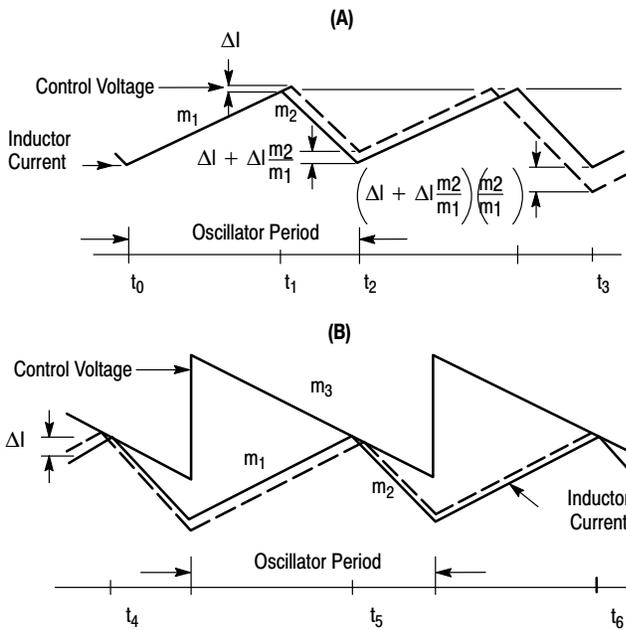 (A)
ΔI
Control Voltage
m1
m2
Inductor
Current
ΔI + ΔI m2/m1
(ΔI + ΔI m2/m1)(m2/m1)
Oscillator Period
t0
t1
t2
t3
(B)
Control Voltage
m3
ΔI
m1
m2
Inductor
Current
Oscillator Period
t4
t5
t6